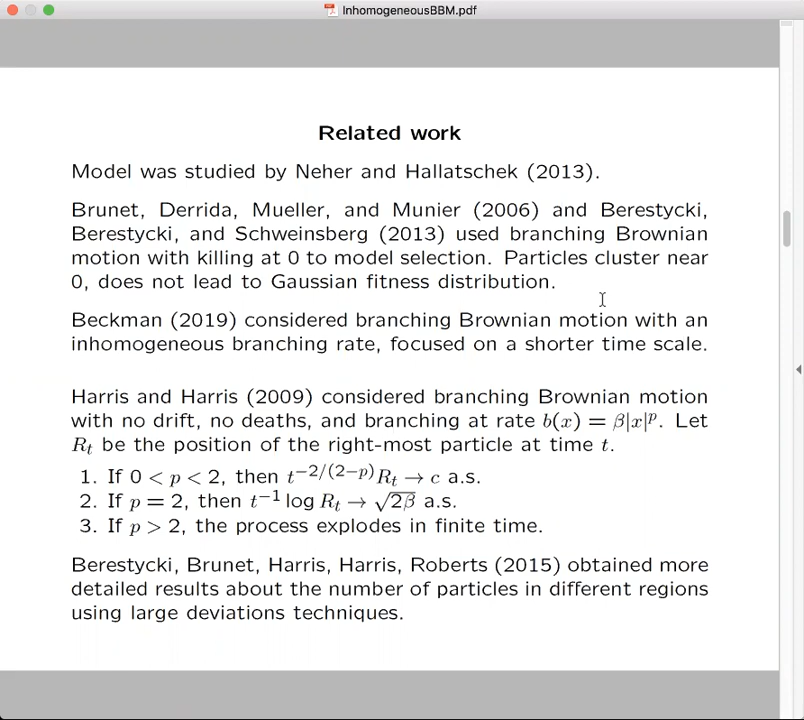 InhomogeneousBBM.pdf
Related work
Model was studied by Neher and Hallatschek (2013).
Brunet, Derrida, Mueller, and Munier (2006) and Berestycki,
Berestycki, and Schweinsberg (2013) used branching Brownian
motion with killing at 0 to model selection. Particles cluster near
0, does not lead to Gaussian fitness distribution.
Beckman (2019) considered branching Brownian motion with an
inhomogeneous branching rate, focused on a shorter time scale.
Harris and Harris (2009) considered branching Brownian motion
with no drift, no deaths, and branching at rate b(x) = β|x|^p. Let
R_t be the position of the right-most particle at time t.
1. If 0 < p < 2, then t^{-2/(2-p)} R_t → c a.s.
2. If p = 2, then t^{-1} log R_t → √(2β) a.s.
3. If p > 2, the process explodes in finite time.
Berestycki, Brunet, Harris, Harris, Roberts (2015) obtained more
detailed results about the number of particles in different regions
using large deviations techniques.